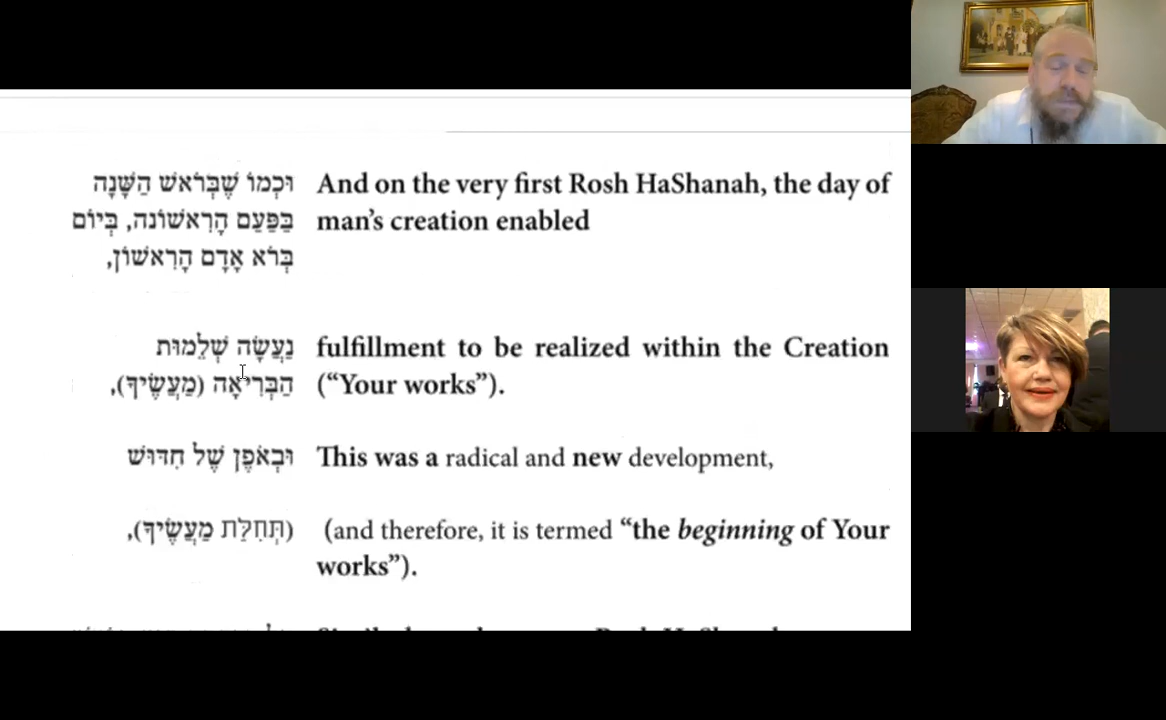 וּכְמוֹ שֶׁבְּרֹאשׁ הַשָּׁנָה
בַּפַּעַם הָרִאשׁוֹנה, בְּיוֹם
בְּרֹא אָדָם הָרִאשׁוֹן,
And on the very first Rosh HaShanah, the day of
man’s creation enabled
נַעֲשָׂה שְׁלֵמוּת
הַבְּרִיאָה (מַעֲשֶׂיךָ),
fulfillment to be realized within the Creation
(“Your works”).
וּבְאֹפֶן שֶׁל חִדּוּשׁ
This was a radical and new development,
(תְּחִלַּת מַעֲשֶׂיךָ),
(and therefore, it is termed “the beginning of Your
works”).